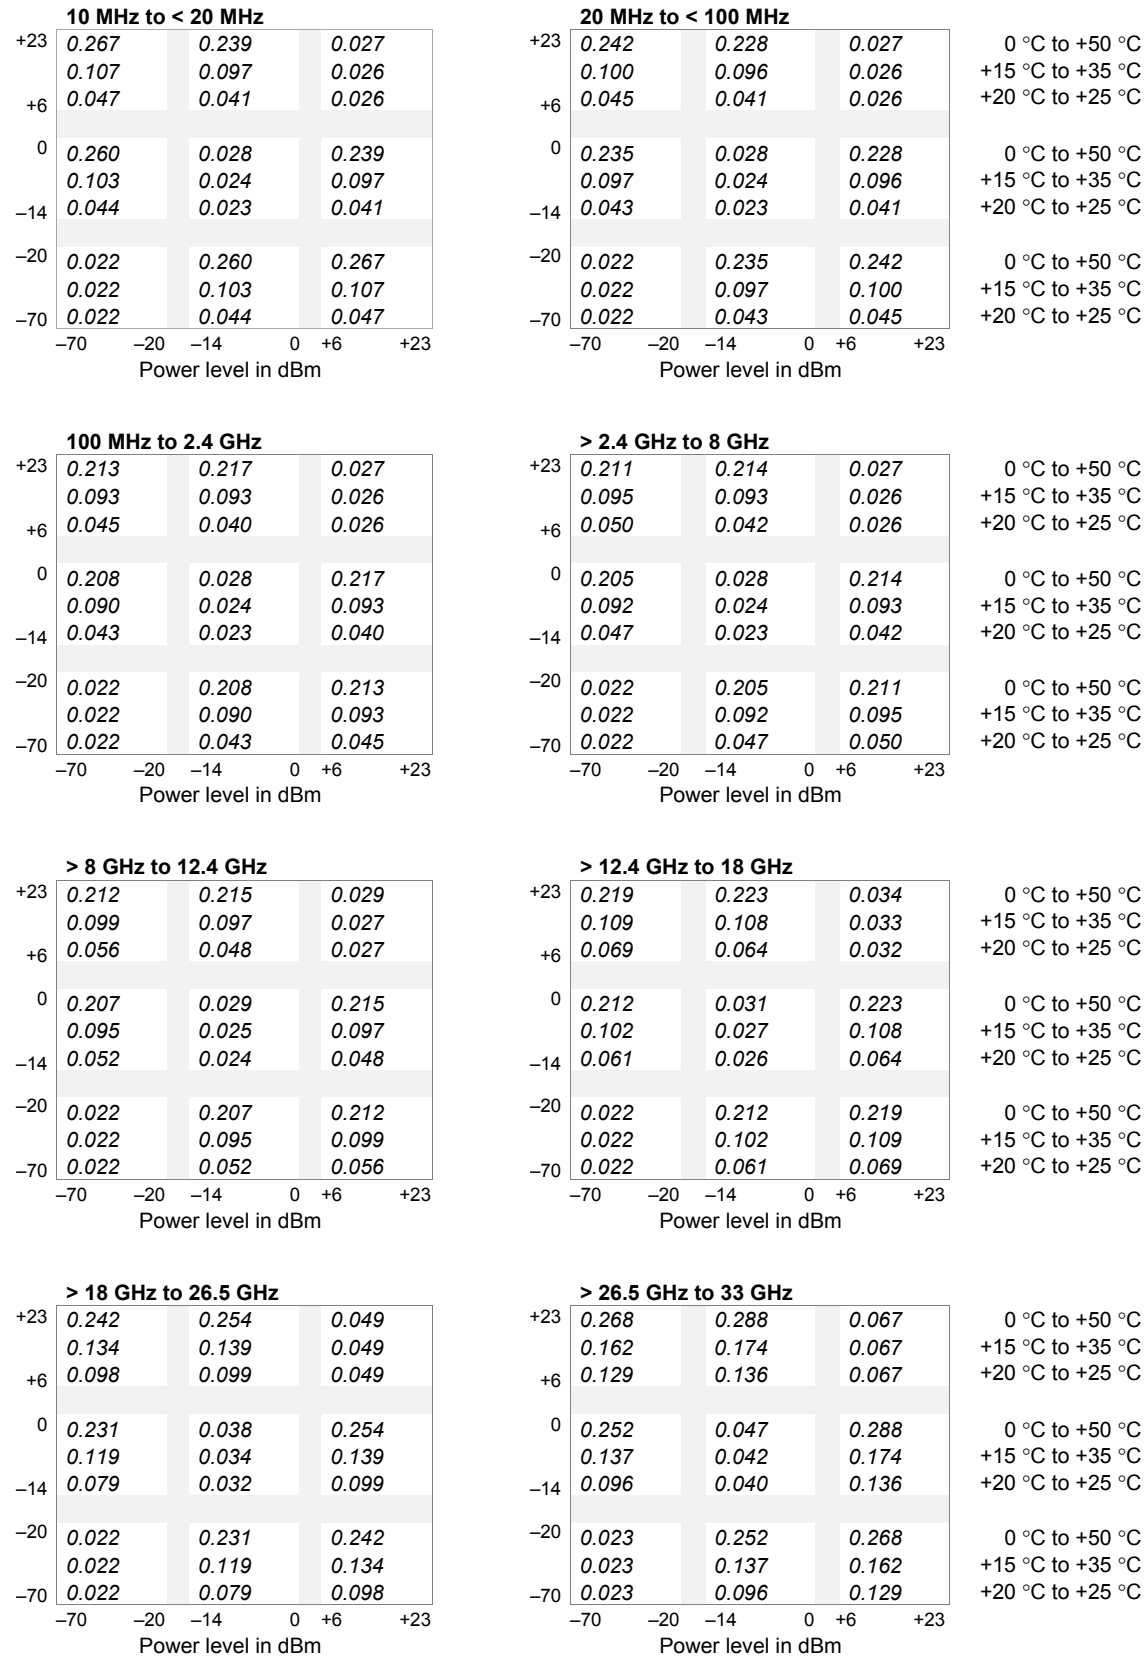 10 MHz to < 20 MHz 20 MHz to < 100 MHz
+23 0.267 0.239 0.027 +23 0.242 0.228 0.027 0 °C to +50 °C
0.107 0.097 0.026 0.100 0.096 0.026 +15 °C to +35 °C
+6 0.047 0.041 0.026 +6 0.045 0.041 0.026 +20 °C to +25 °C
0 0.260 0.028 0.239 0 0.235 0.028 0.228 0 °C to +50 °C
0.103 0.024 0.097 0.097 0.024 0.096 +15 °C to +35 °C
–14 0.044 0.023 0.041 –14 0.043 0.023 0.041 +20 °C to +25 °C
–20 0.022 0.260 0.267 –20 0.022 0.235 0.242 0 °C to +50 °C
0.022 0.103 0.107 0.022 0.097 0.100 +15 °C to +35 °C
–70 0.022 0.044 0.047 –70 0.022 0.043 0.045 +20 °C to +25 °C
–70 –20 –14 0 +6 +23 –70 –20 –14 0 +6 +23
Power level in dBm Power level in dBm
100 MHz to 2.4 GHz > 2.4 GHz to 8 GHz
+23 0.213 0.217 0.027 +23 0.211 0.214 0.027 0 °C to +50 °C
0.093 0.093 0.026 0.095 0.093 0.026 +15 °C to +35 °C
+6 0.045 0.040 0.026 +6 0.050 0.042 0.026 +20 °C to +25 °C
0 0.208 0.028 0.217 0 0.205 0.028 0.214 0 °C to +50 °C
0.090 0.024 0.093 0.092 0.024 0.093 +15 °C to +35 °C
–14 0.043 0.023 0.040 –14 0.047 0.023 0.042 +20 °C to +25 °C
–20 0.022 0.208 0.213 –20 0.022 0.205 0.211 0 °C to +50 °C
0.022 0.090 0.093 0.022 0.092 0.095 +15 °C to +35 °C
–70 0.022 0.043 0.045 –70 0.022 0.047 0.050 +20 °C to +25 °C
–70 –20 –14 0 +6 +23 –70 –20 –14 0 +6 +23
Power level in dBm Power level in dBm
> 8 GHz to 12.4 GHz > 12.4 GHz to 18 GHz
+23 0.212 0.215 0.029 +23 0.219 0.223 0.034 0 °C to +50 °C
0.099 0.097 0.027 0.109 0.108 0.033 +15 °C to +35 °C
+6 0.056 0.048 0.027 +6 0.069 0.064 0.032 +20 °C to +25 °C
0 0.207 0.029 0.215 0 0.212 0.031 0.223 0 °C to +50 °C
0.095 0.025 0.097 0.102 0.027 0.108 +15 °C to +35 °C
–14 0.052 0.024 0.048 –14 0.061 0.026 0.064 +20 °C to +25 °C
–20 0.022 0.207 0.212 –20 0.022 0.212 0.219 0 °C to +50 °C
0.022 0.095 0.099 0.022 0.102 0.109 +15 °C to +35 °C
–70 0.022 0.052 0.056 –70 0.022 0.061 0.069 +20 °C to +25 °C
–70 –20 –14 0 +6 +23 –70 –20 –14 0 +6 +23
Power level in dBm Power level in dBm
> 18 GHz to 26.5 GHz > 26.5 GHz to 33 GHz
+23 0.242 0.254 0.049 +23 0.268 0.288 0.067 0 °C to +50 °C
0.134 0.139 0.049 0.162 0.174 0.067 +15 °C to +35 °C
+6 0.098 0.099 0.049 +6 0.129 0.136 0.067 +20 °C to +25 °C
0 0.231 0.038 0.254 0 0.252 0.047 0.288 0 °C to +50 °C
0.119 0.034 0.139 0.137 0.042 0.174 +15 °C to +35 °C
–14 0.079 0.032 0.099 –14 0.096 0.040 0.136 +20 °C to +25 °C
–20 0.022 0.231 0.242 –20 0.023 0.252 0.268 0 °C to +50 °C
0.022 0.119 0.134 0.023 0.137 0.162 +15 °C to +35 °C
–70 0.022 0.079 0.098 –70 0.023 0.096 0.129 +20 °C to +25 °C
–70 –20 –14 0 +6 +23 –70 –20 –14 0 +6 +23
Power level in dBm Power level in dBm